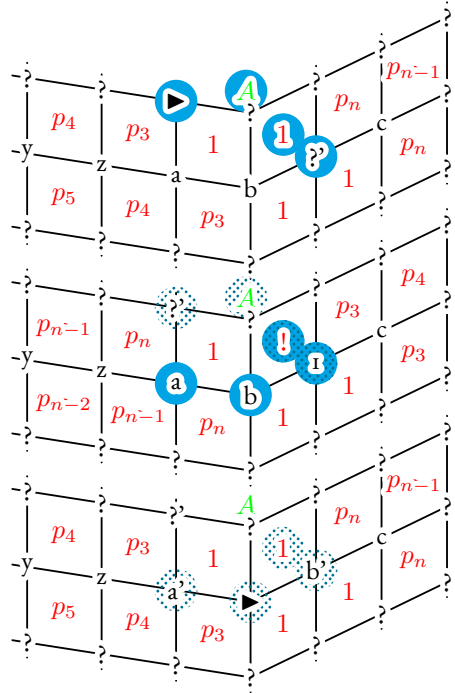 ? ? ▶ A ? ? ? ?
p₄ p₃ 1 1 pₙ pₙ₋₁
y z a b ?' c ?
p₅ p₄ p₃ 1 1 pₙ
? ? ? ? ? ? ?
? ? ?' A ? ? ? ?
pₙ₋₁ pₙ 1 ! p₃ p₄
y z a b ɪ c ?
pₙ₋₂ pₙ₋₁ pₙ 1 1 p₃
? ? ? ? ? ? ?
? ? ?' A ? ? ? ?
p₄ p₃ 1 1 pₙ pₙ₋₁
y z a' ▶ b' c ?
p₅ p₄ p₃ 1 1 pₙ
? ? ? ? ? ? ?